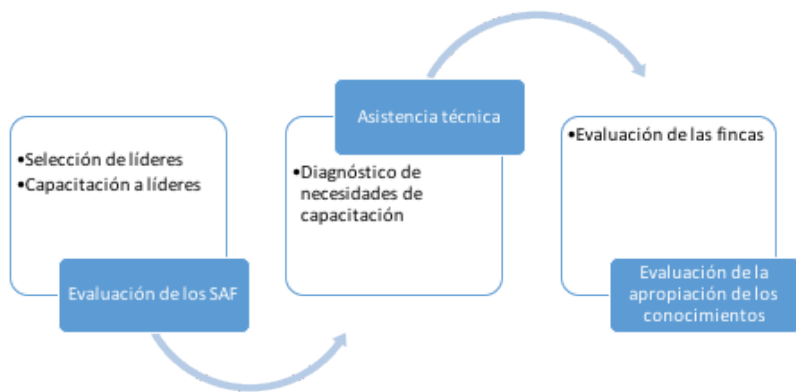 •Selección de líderes
•Capacitación a líderes
Evaluación de los SAF
Asistencia técnica
•Diagnóstico de
necesidades de
capacitación
•Evaluación de las fincas
Evaluación de la
apropiación de los
conocimientos